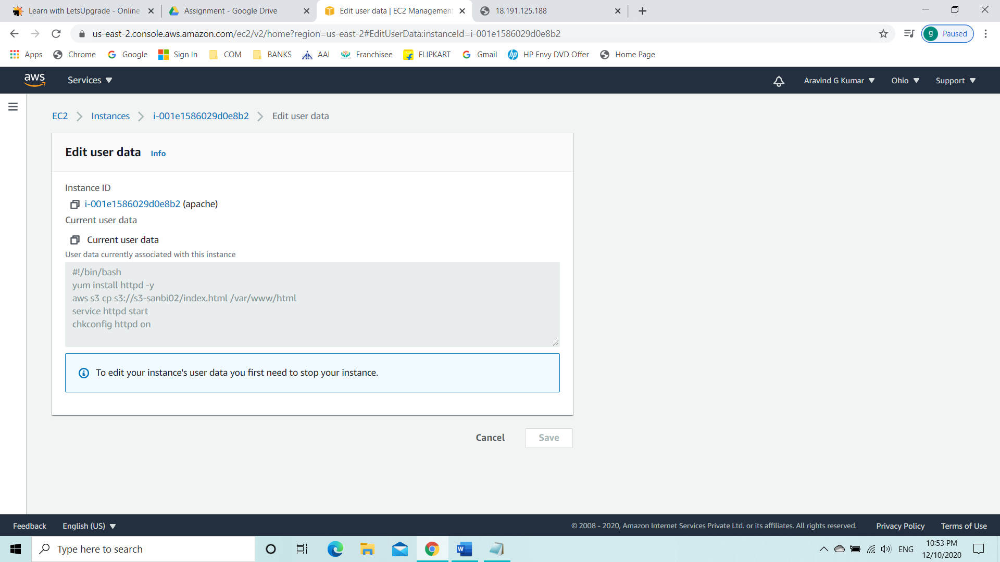 Learn with LetsUpgrade - Online
Assignment - Google Drive
Edit user data | EC2 Management
18.191.125.188
us-east-2.console.aws.amazon.com/ec2/v2/home?region=us-east-2#EditUserData:instanceId=i-001e1586029d0e8b2
g Paused
Apps Chrome Google Sign In COM BANKS AAI Franchisee FLIPKART Gmail HP Envy DVD Offer Home Page
aws Services Aravind G Kumar Ohio Support
EC2 Instances i-001e1586029d0e8b2 Edit user data
Edit user data Info
Instance ID
i-001e1586029d0e8b2 (apache)
Current user data
Current user data
User data currently associated with this instance
#!/bin/bash
yum install httpd -y
aws s3 cp s3://s3-sanbi02/index.html /var/www/html
service httpd start
chkconfig httpd on
To edit your instance's user data you first need to stop your instance.
Cancel Save
Feedback English (US) © 2008 - 2020, Amazon Internet Services Private Ltd. or its affiliates. All rights reserved. Privacy Policy Terms of Use
Type here to search
ENG
10:53 PM
12/10/2020